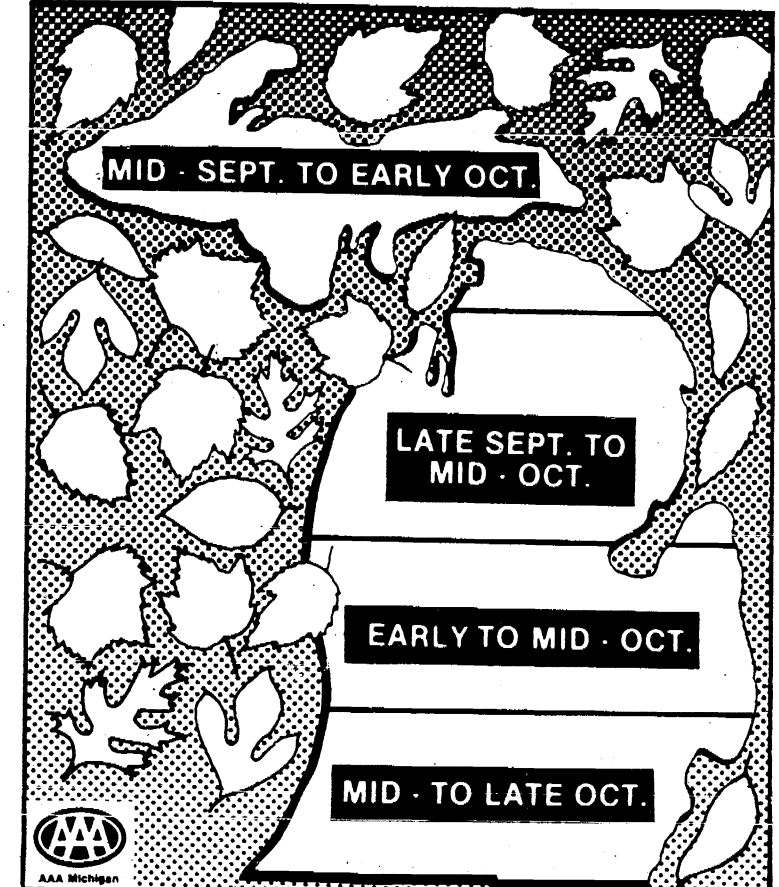 MID - SEPT. TO EARLY OCT.
LATE SEPT. TO
MID - OCT.
EARLY TO MID - OCT.
MID - TO LATE OCT.
AAA
AAA Michigan